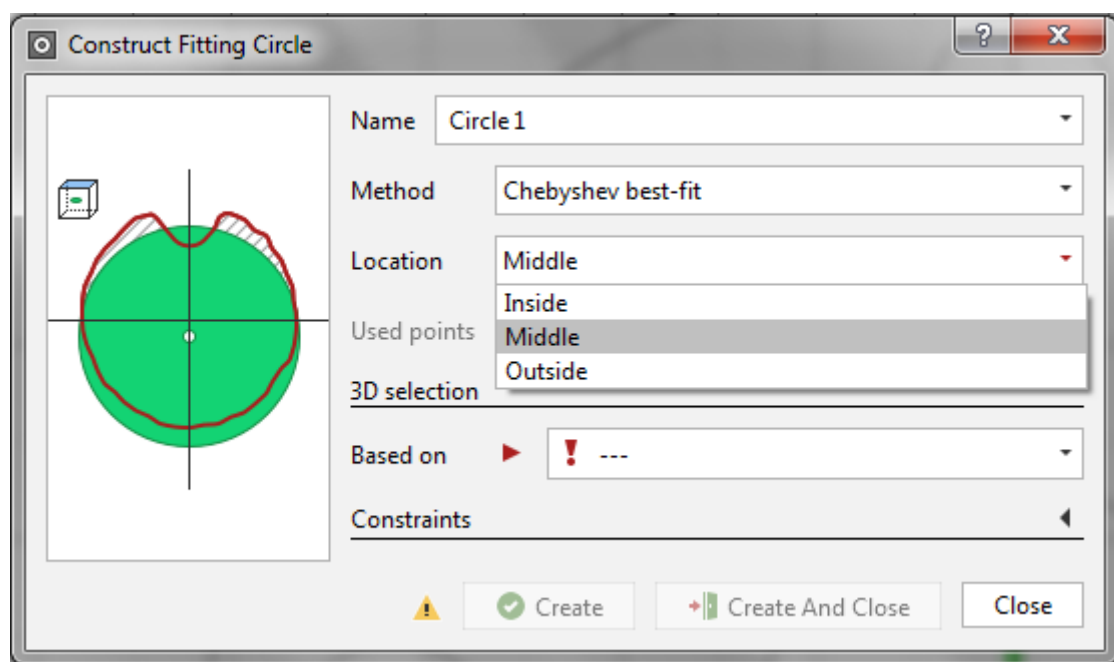 Construct Fitting Circle
?
Name Circle 1
Method Chebyshev best-fit
Location Middle
Inside
Used points Middle
Outside
3D selection
Based on ! ---
Constraints
Create Create And Close Close